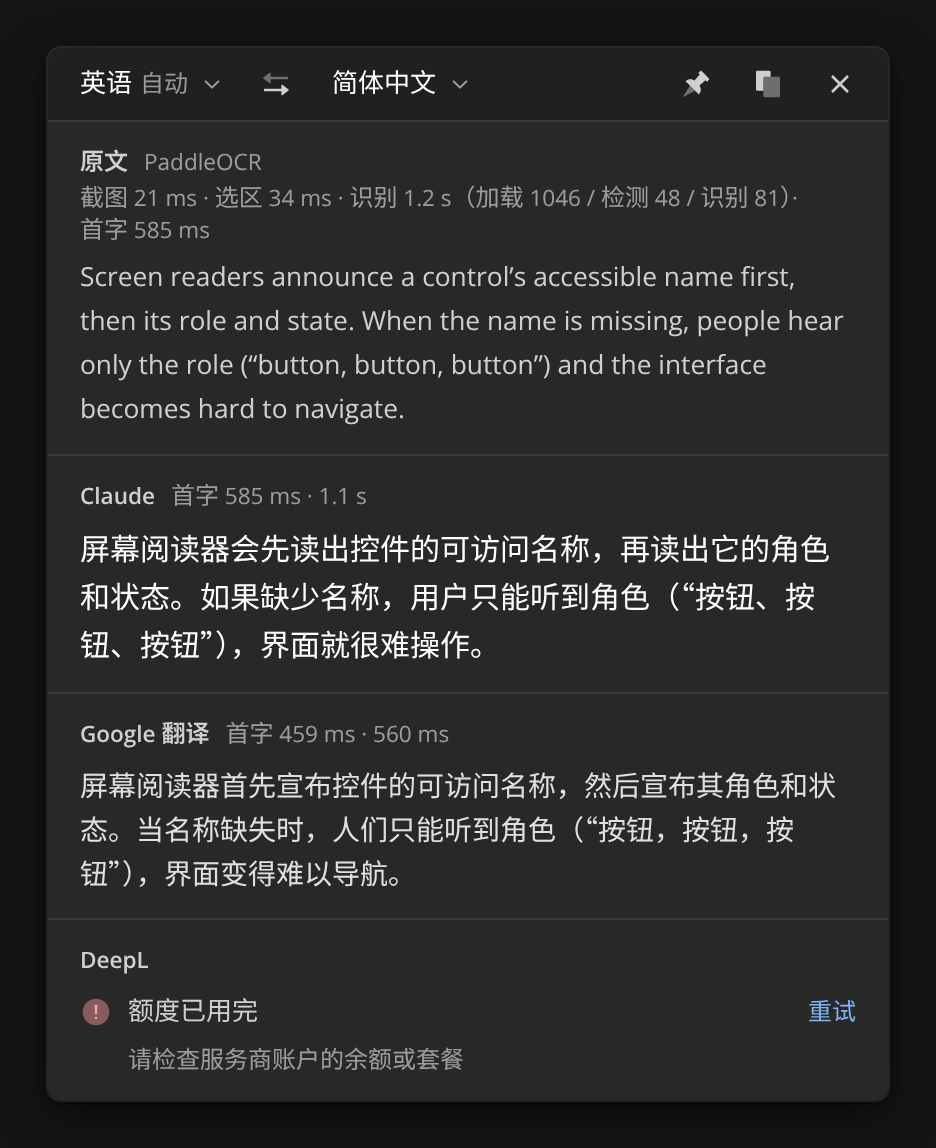 英语 自动 简体中文
原文 PaddleOCR
截图 21 ms · 选区 34 ms · 识别 1.2 s（加载 1046 / 检测 48 / 识别 81）·
首字 585 ms
Screen readers announce a control’s accessible name first,
then its role and state. When the name is missing, people hear
only the role (“button, button, button”) and the interface
becomes hard to navigate.
Claude 首字 585 ms · 1.1 s
屏幕阅读器会先读出控件的可访问名称，再读出它的角色
和状态。如果缺少名称，用户只能听到角色（“按钮、按
钮、按钮”），界面就很难操作。
Google 翻译 首字 459 ms · 560 ms
屏幕阅读器首先宣布控件的可访问名称，然后宣布其角色和状
态。当名称缺失时，人们只能听到角色（“按钮，按钮，按
钮”），界面变得难以导航。
DeepL
额度已用完 重试
请检查服务商账户的余额或套餐